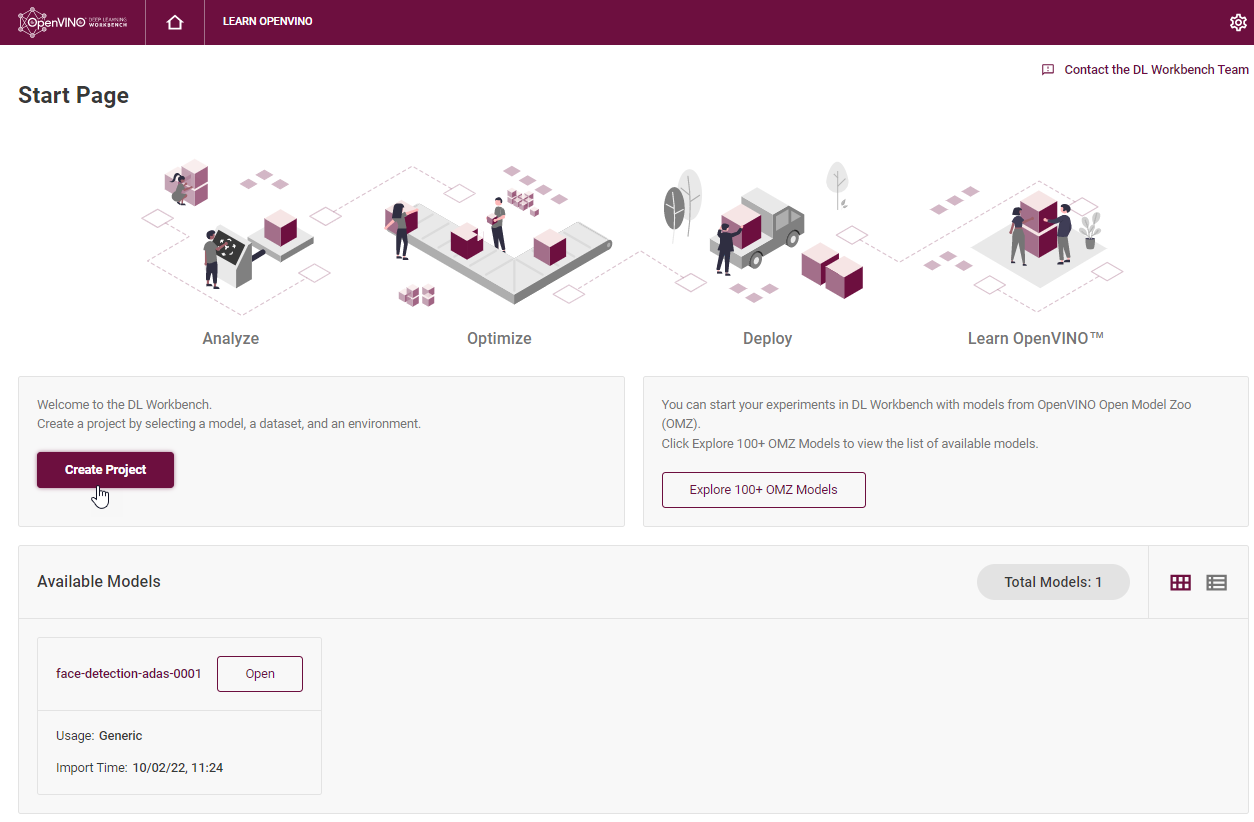 OpenVINO DEEP LEARNING WORKBENCH
LEARN OPENVINO
Contact the DL Workbench Team
Start Page
Analyze
Optimize
Deploy
Learn OpenVINO™
Welcome to the DL Workbench.
Create a project by selecting a model, a dataset, and an environment.
Create Project
You can start your experiments in DL Workbench with models from OpenVINO Open Model Zoo
(OMZ).
Click Explore 100+ OMZ Models to view the list of available models.
Explore 100+ OMZ Models
Available Models
Total Models: 1
face-detection-adas-0001
Open
Usage: Generic
Import Time: 10/02/22, 11:24